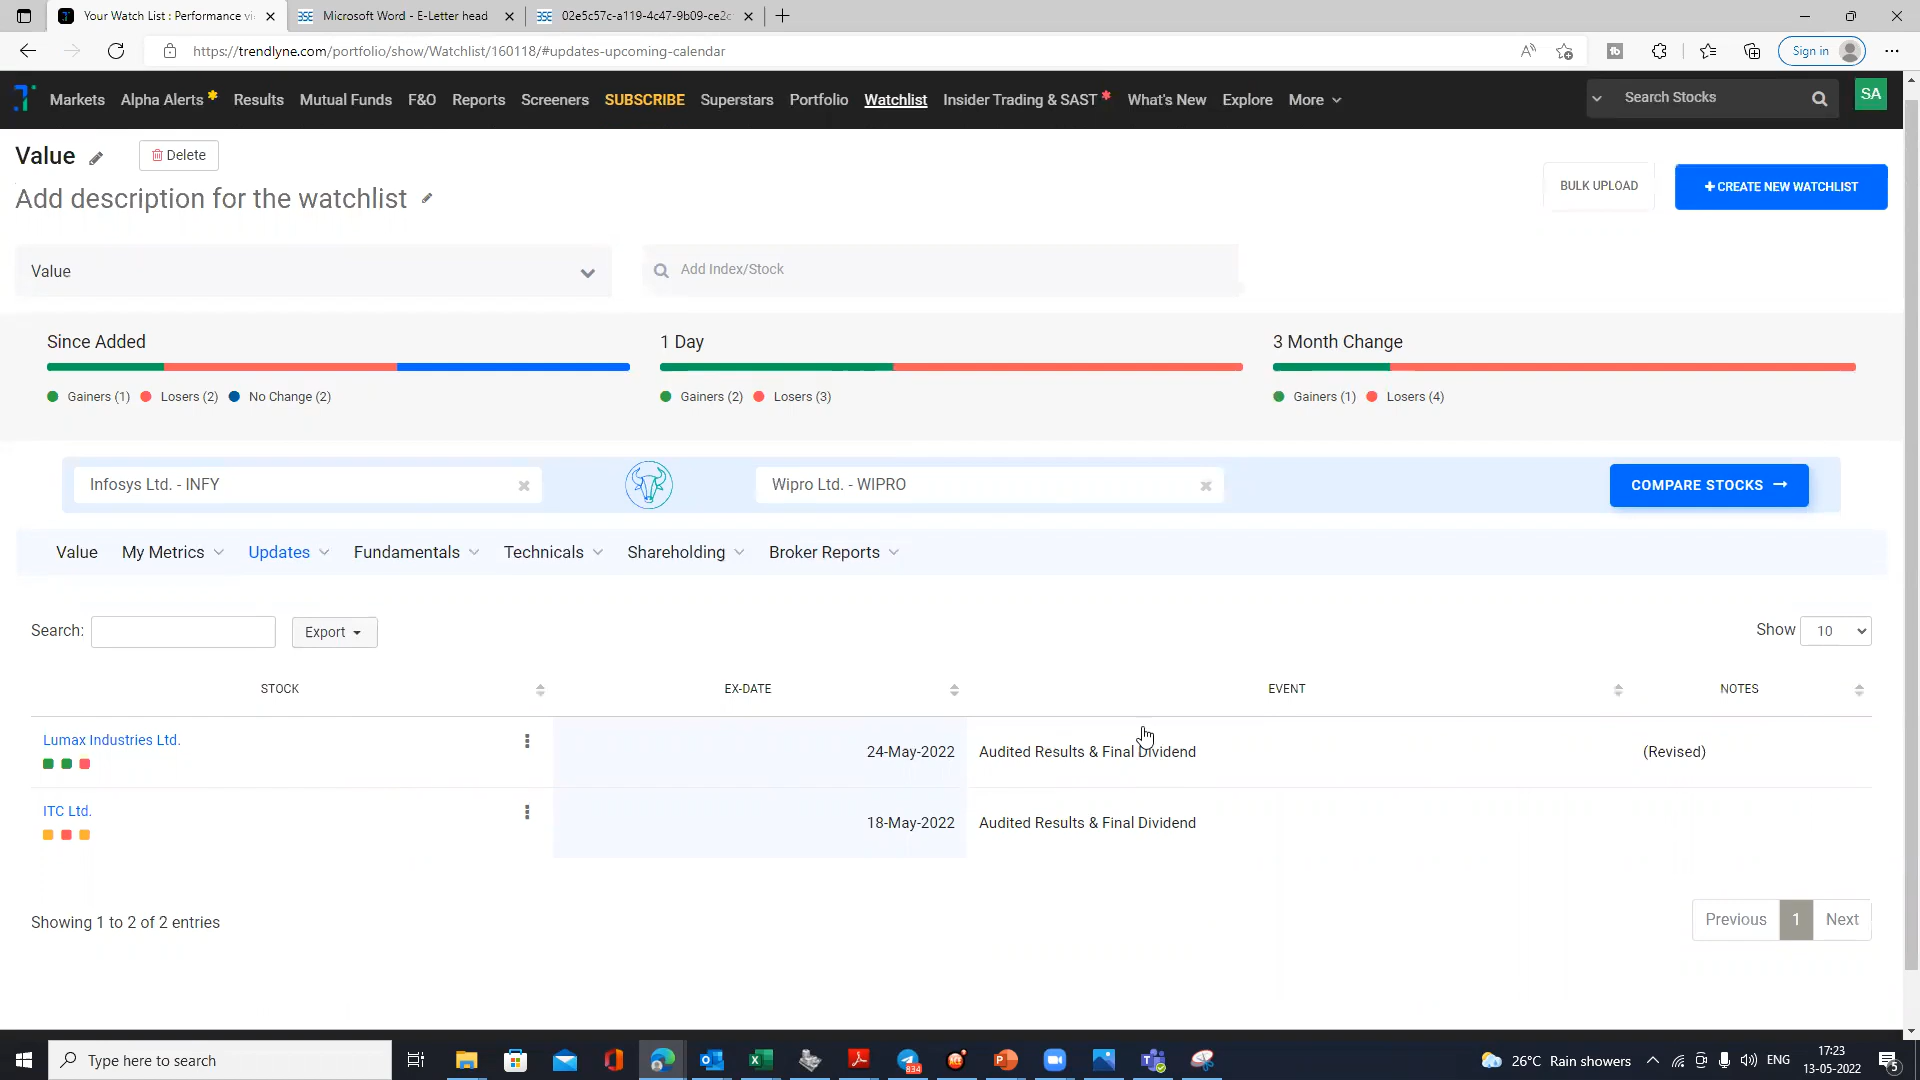 Your Watch List : Performance vi
Microsoft Word - E-Letter head
02e5c57c-a119-4c47-9b09-ce2c
https://trendlyne.com/portfolio/show/Watchlist/160118/#updates-upcoming-calendar
Sign in
Markets Alpha Alerts * Results Mutual Funds F&O Reports Screeners SUBSCRIBE Superstars Portfolio Watchlist Insider Trading & SAST * What's New Explore More
Search Stocks
SA
Value
Delete
Add description for the watchlist
BULK UPLOAD
+ CREATE NEW WATCHLIST
Value
Add Index/Stock
Since Added
Gainers (1) Losers (2) No Change (2)
1 Day
Gainers (2) Losers (3)
3 Month Change
Gainers (1) Losers (4)
Infosys Ltd. - INFY
Wipro Ltd. - WIPRO
COMPARE STOCKS →
Value My Metrics Updates Fundamentals Technicals Shareholding Broker Reports
Search:
Export
Show 10
STOCK EX-DATE EVENT NOTES
Lumax Industries Ltd. 24-May-2022 Audited Results & Final Dividend (Revised)
ITC Ltd. 18-May-2022 Audited Results & Final Dividend
Showing 1 to 2 of 2 entries
Previous 1 Next
Type here to search
834
26°C Rain showers
ENG
17:23
13-05-2022
5